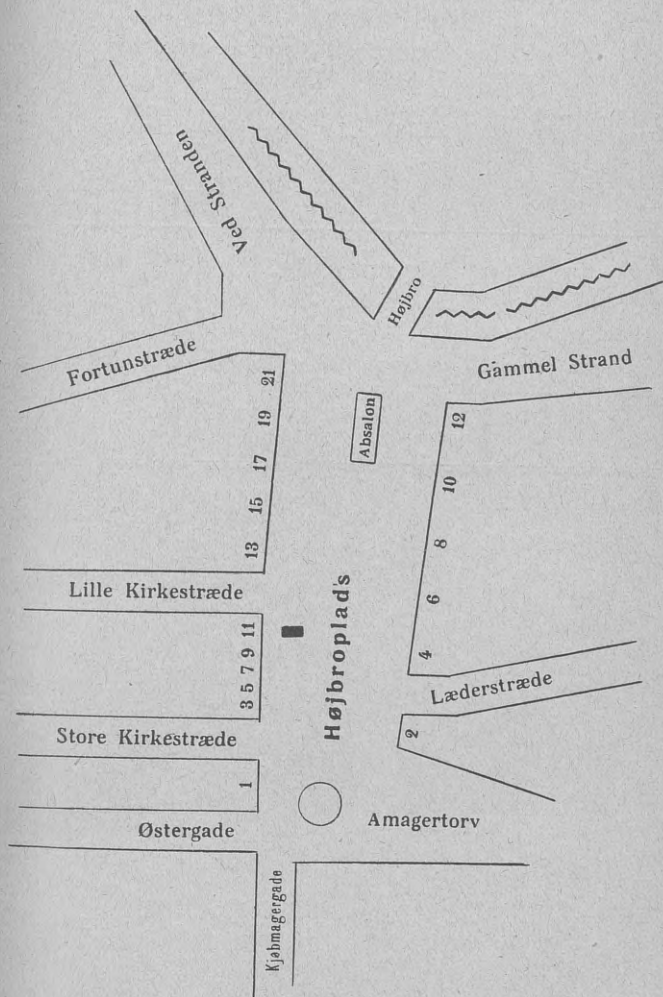 Ved Stranden
Højbro
Fortunstræde
Gammel Strand
21
19
17
15
13
Absalon
12
10
8
6
4
Lille Kirkestræde
Højbroplads
11
9
7
5
3
Læderstræde
Store Kirkestræde
2
1
Østergade
Amagertorv
Kjøbmagergade